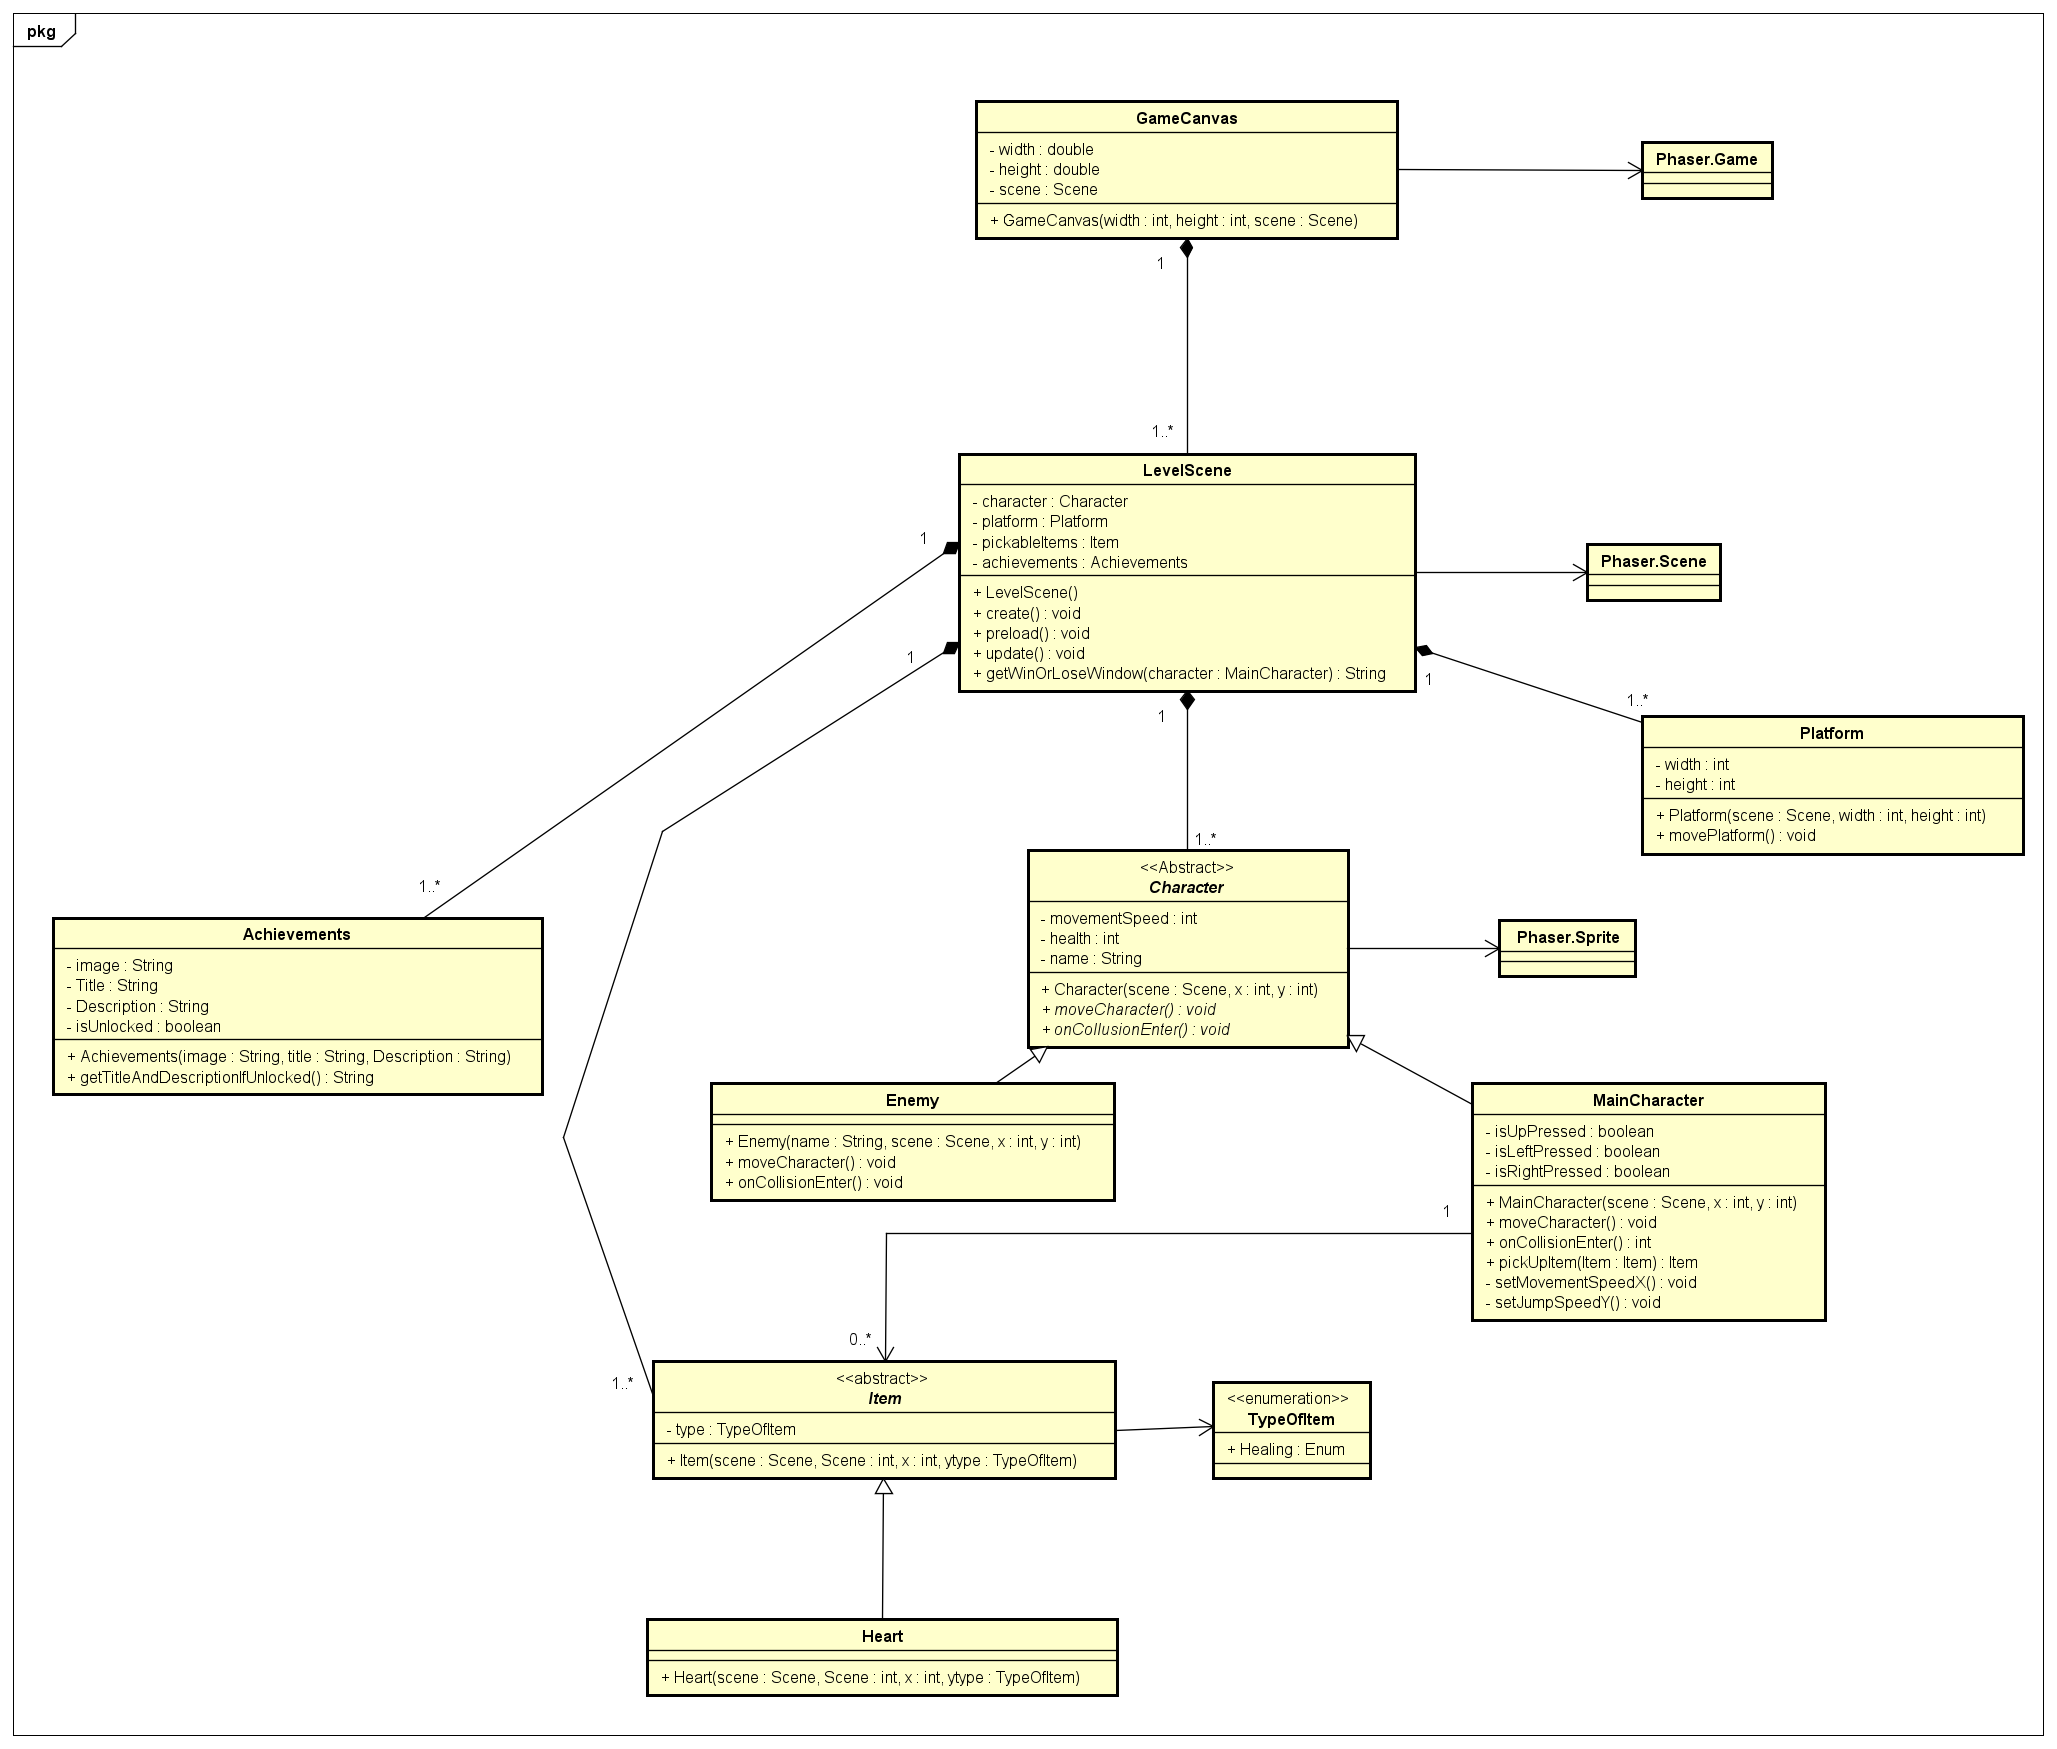 pkg
GameCanvas
- width : double
- height : double
- scene : Scene
+ GameCanvas(width : int, height : int, scene : Scene)
Phaser.Game
1
1..*
LevelScene
- character : Character
- platform : Platform
- pickableItems : Item
- achievements : Achievements
+ LevelScene()
+ create() : void
+ preload() : void
+ update() : void
+ getWinOrLoseWindow(character : MainCharacter) : String
1
1
1
1
Phaser.Scene
1..*
Platform
- width : int
- height : int
+ Platform(scene : Scene, width : int, height : int)
+ movePlatform() : void
1..*
<<Abstract>>
Character
- movementSpeed : int
- health : int
- name : String
+ Character(scene : Scene, x : int, y : int)
+ moveCharacter() : void
+ onCollusionEnter() : void
Phaser.Sprite
1..*
Achievements
- image : String
- Title : String
- Description : String
- isUnlocked : boolean
+ Achievements(image : String, title : String, Description : String)
+ getTitleAndDescriptionIfUnlocked() : String
Enemy
+ Enemy(name : String, scene : Scene, x : int, y : int)
+ moveCharacter() : void
+ onCollisionEnter() : void
MainCharacter
- isUpPressed : boolean
- isLeftPressed : boolean
- isRightPressed : boolean
+ MainCharacter(scene : Scene, x : int, y : int)
+ moveCharacter() : void
+ onCollisionEnter() : int
+ pickUpItem(Item : Item) : Item
- setMovementSpeedX() : void
- setJumpSpeedY() : void
1
0..*
1..*
<<abstract>>
Item
- type : TypeOfItem
+ Item(scene : Scene, Scene : int, x : int, ytype : TypeOfItem)
<<enumeration>>
TypeOfItem
+ Healing : Enum
Heart
+ Heart(scene : Scene, Scene : int, x : int, ytype : TypeOfItem)